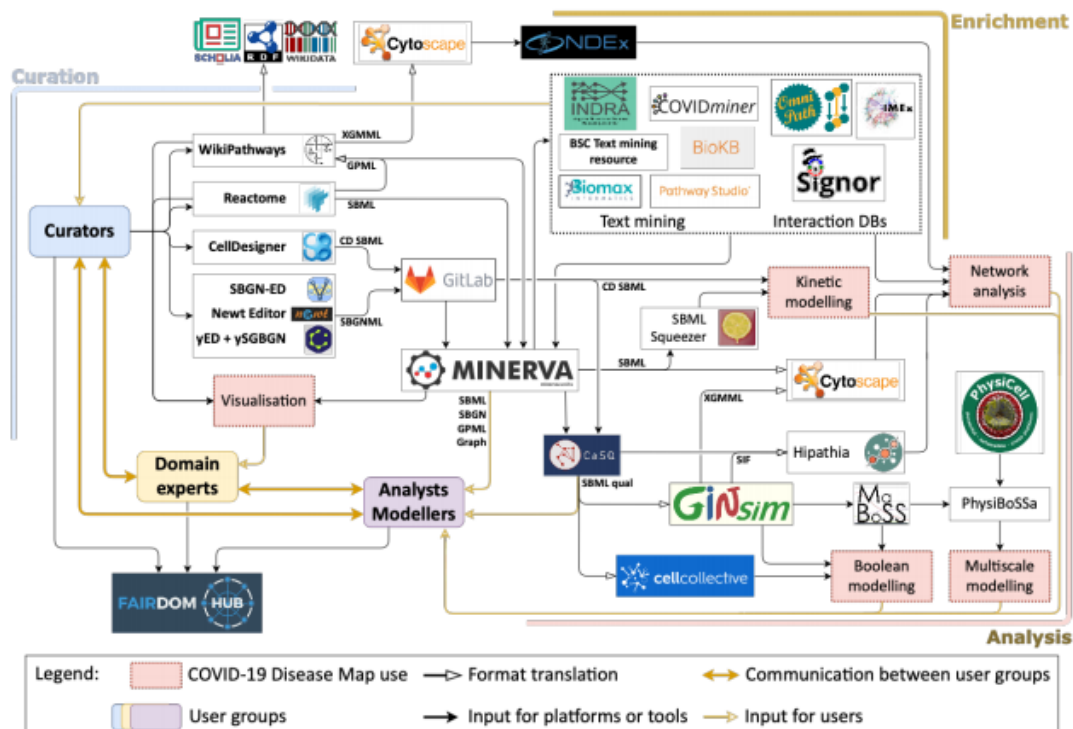 Enrichment
SCHOLIA
RDF
WIKIDATA
Cytoscape
NDEx
Curation
INDRA
COVIDminer
Omni
Path
IMEx
BSC Text mining
resource
BioKB
Signor
Biomax
INFORMATICS
Pathway Studio
Text mining
Interaction DBs
XGMML
WikiPathways
GPML
Reactome
SBML
Curators
CellDesigner
CD SBML
GitLab
SBGN-ED
Newt Editor
newt
yED + ySGBGN
SBGNML
CD SBML
Kinetic
modelling
Network
analysis
SBML
Squeezer
MINERVA
SBML
Cytoscape
XGMML
PhysiCell
Visualisation
SBML
SBGN
GPML
Graph
CaSQ
SBML qual
Hipathia
SIF
Domain
experts
Analysts
Modellers
GINsim
MaBoSS
PhysiBoSSa
cellcollective
Boolean
modelling
Multiscale
modelling
FAIRDOM HUB
Analysis
Legend:
COVID-19 Disease Map use
Format translation
Communication between user groups
User groups
Input for platforms or tools
Input for users